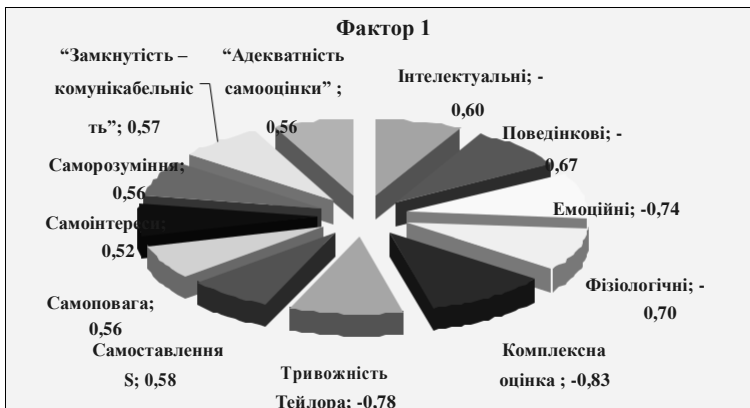 Фактор 1
“Замкнутість –
комунікабельніс
ть”; 0,57
“Адекватність
самооцінки” ;
0,56
Інтелектуальні; -
0,60
Поведінкові; -
0,67
Емоційні; -0,74
Фізіологічні; -
0,70
Комплексна
оцінка ; -0,83
Тривожність
Тейлора; -0,78
Самоставлення
S; 0,58
Самоповага;
0,56
Самоінтереси;
0,52
Саморозуміння;
0,56